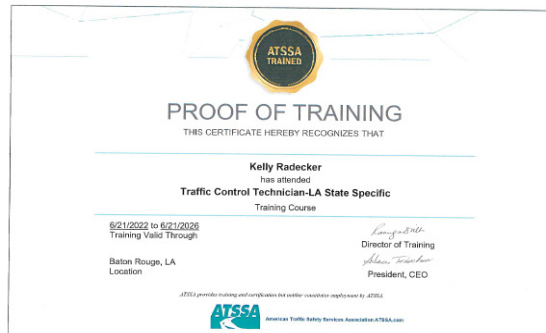 ATSSA
TRAINED
PROOF OF TRAINING
THIS CERTIFICATE HEREBY RECOGNIZES THAT
Kelly Radecker
has attended
Traffic Control Technician-LA State Specific
Training Course
6/21/2022 to 6/21/2026
Training Valid Through
Director of Training
Baton Rouge, LA
Location
President, CEO
ATSSA provides training and certification but neither constitutes employment by ATSSA
ATSSA
American Traffic Safety Services Association ATSSA.com